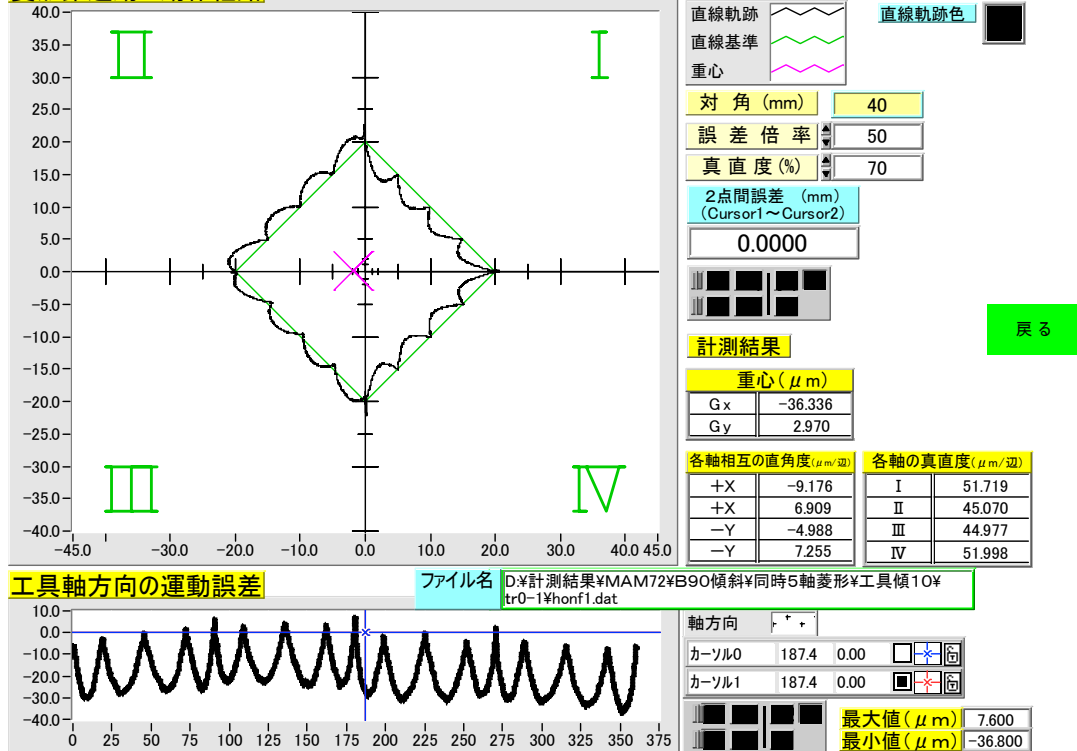 直線軌跡
直線基準
重心
直線軌跡色
II
I
III
IV
40.0
30.0
25.0
20.0
15.0
10.0
5.0
0.0
-5.0
-10.0
-15.0
-20.0
-25.0
-30.0
-35.0
-40.0
-45.0 -30.0 -20.0 -10.0 0.0 10.0 20.0 30.0 40.0 45.0
対 角 (mm) 40
誤 差 倍 率 50
真 直 度 (%) 70
2点間誤差 (mm)
(Cursor1～Cursor2)
0.0000
戻る
計測結果
重心(μm)
Gx -36.336
Gy 2.970
各軸相互の直角度(μm/辺)
+X -9.176
+X 6.909
-Y -4.988
-Y 7.255
各軸の真直度(μm/辺)
I 51.719
II 45.070
III 44.977
IV 51.998
工具軸方向の運動誤差
ファイル名 D:¥計測結果¥MAM72¥B90傾斜¥同時5軸菱形¥工具傾10¥
tr0-1¥honf1.dat
10.0
0.0
-10.0
-20.0
-30.0
-40.0
0 25 50 75 100 125 150 175 200 225 250 275 300 325 350 375
軸方向
カーソル0 187.4 0.00
カーソル1 187.4 0.00
最大値(μm) 7.600
最小値(μm) -36.800